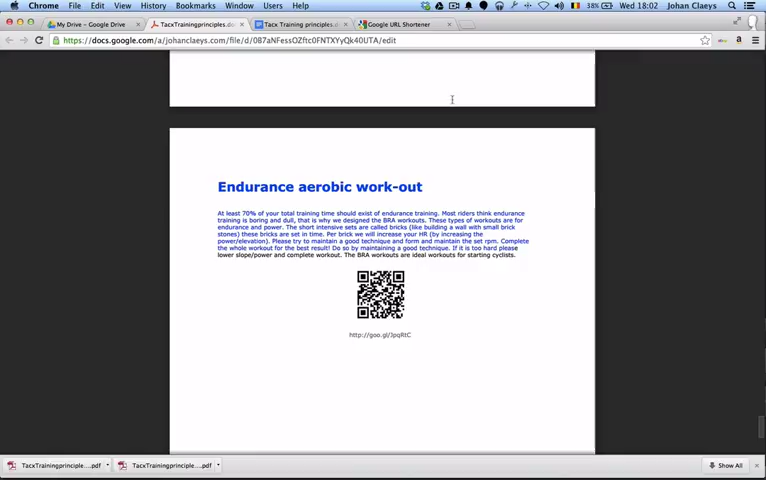 Chrome File Edit View History Bookmarks Window Users Help 38% Wed 18:02 Johan Claeys
My Drive - Google Drive TacxTrainingprinciples.do Tacx Training principles.do Google URL Shortener
https://docs.google.com/a/johanclaeys.com/file/d/087aNFessOZftc0FNTXYyQk40UTA/edit
Endurance aerobic work-out
At least 70% of your total training time should exist of endurance training. Most riders think endurance
training is boring and dull, that is why we designed the BRA workouts. These types of workouts are for
endurance and power. The short intensive sets are called bricks (like building a wall with small brick
stones) these bricks are set in time. Per brick we will increase your HR (by increasing the
power/elevation). Please try to maintain a good technique and form and maintain the set rpm. Complete
the whole workout for the best result! Do so by maintaining a good technique. If it is too hard please
lower slope/power and complete workout. The BRA workouts are ideal workouts for starting cyclists.
http://goo.gl/JpqRtC
TacxTrainingprinciple....pdf TacxTrainingprinciple....pdf Show All